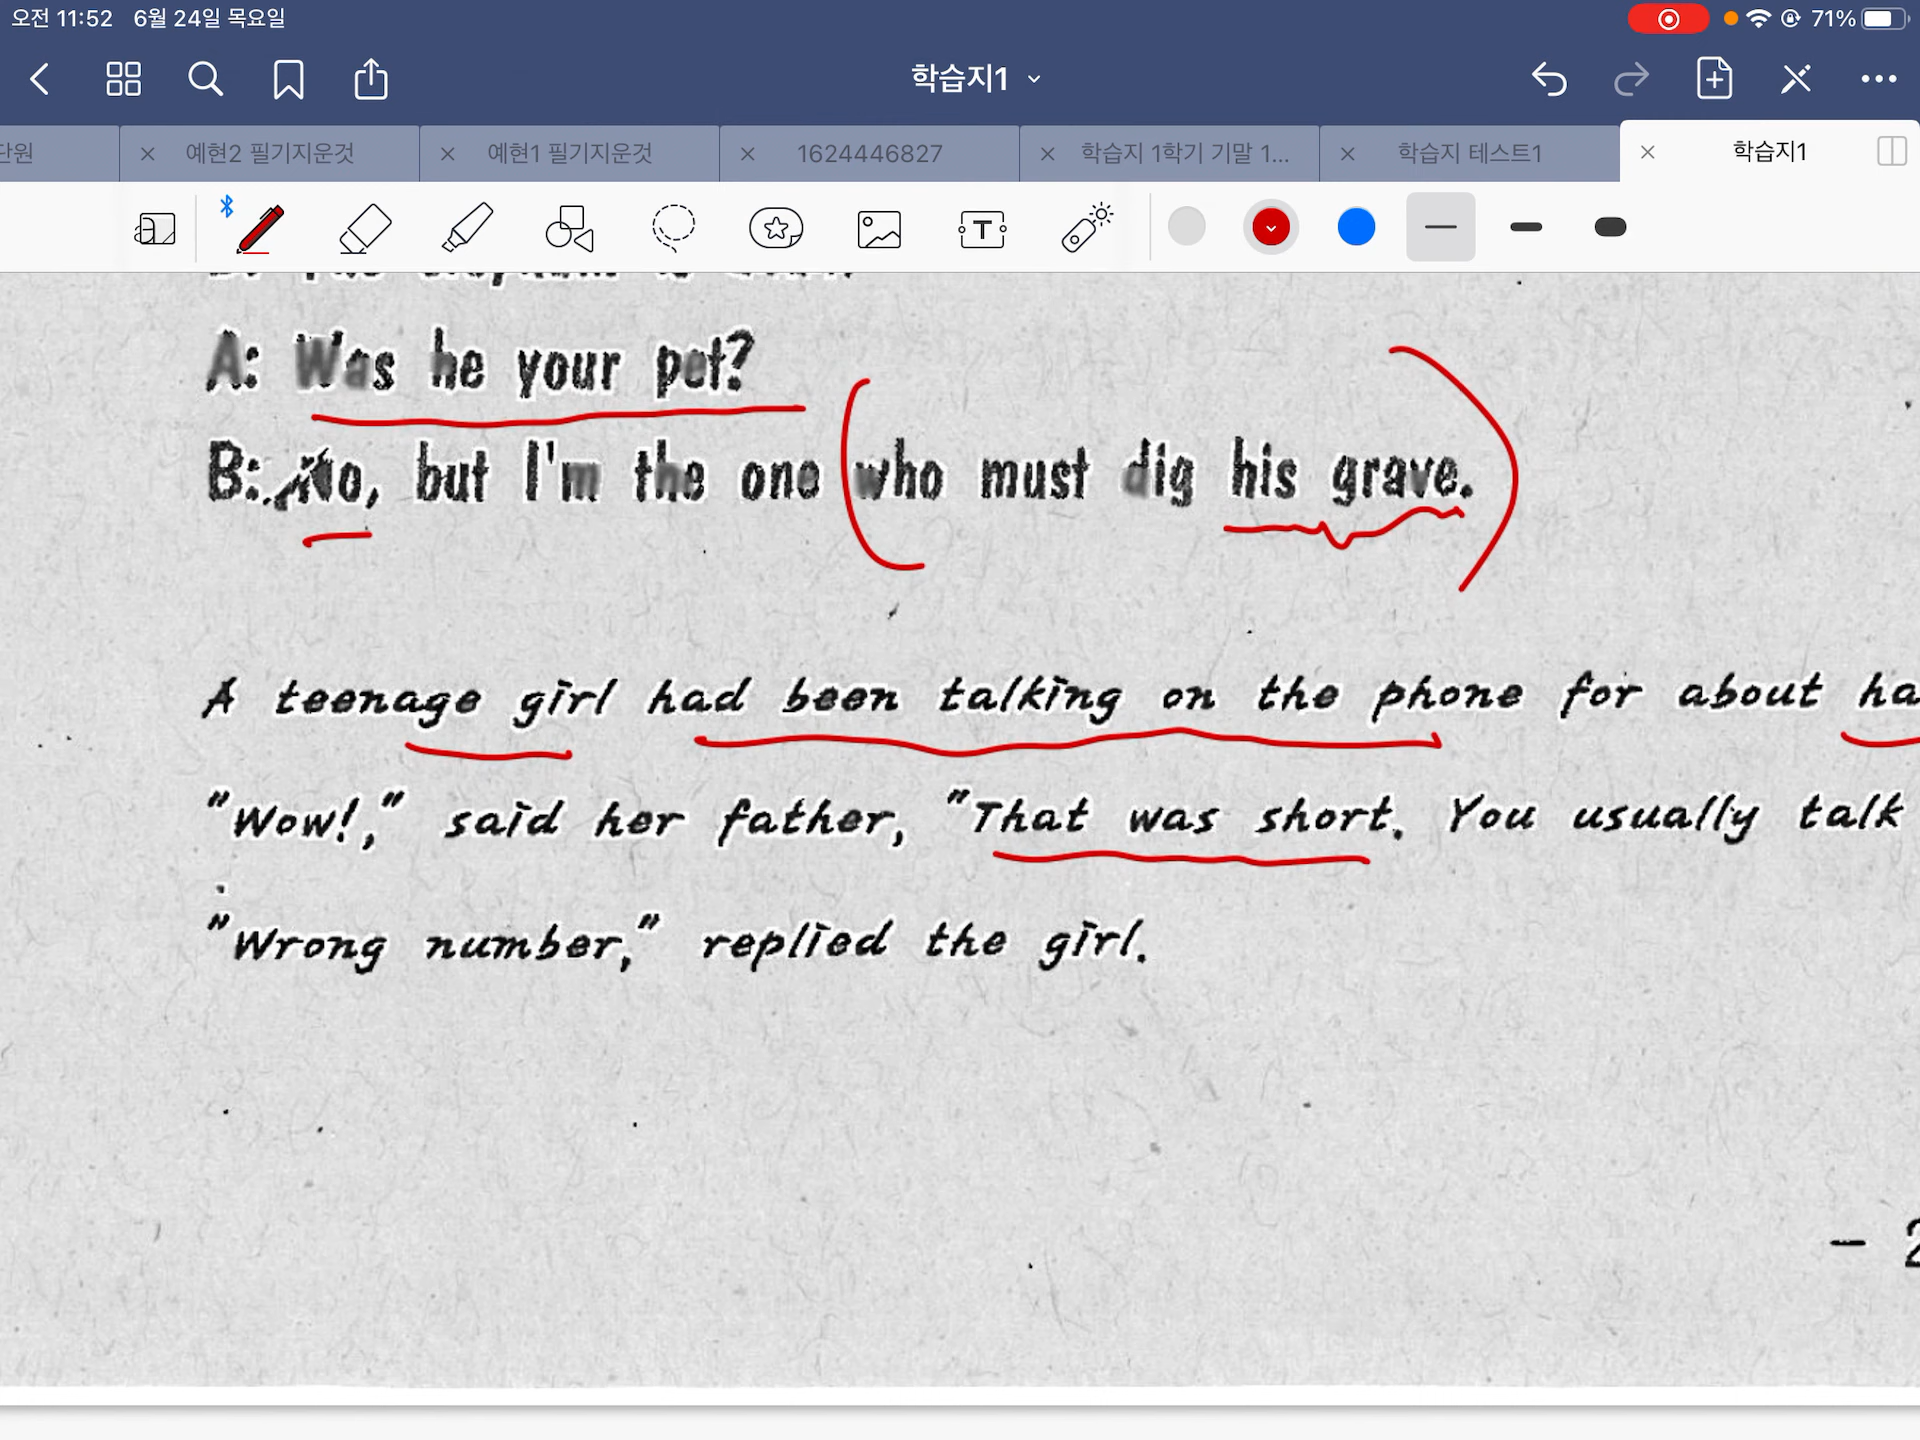 오전 11:52 6월 24일 목요일 71%
학습지1
단원 예현2 필기지운것 예현1 필기지운것 1624446827 학습지 1학기 기말 1... 학습지 테스트1 학습지1
A: Was he your pet?
B: No, but I'm the one who must dig his grave.
A teenage girl had been talking on the phone for about ha
"Wow!," said her father, "That was short. You usually talk
"Wrong number," replied the girl.
- 2